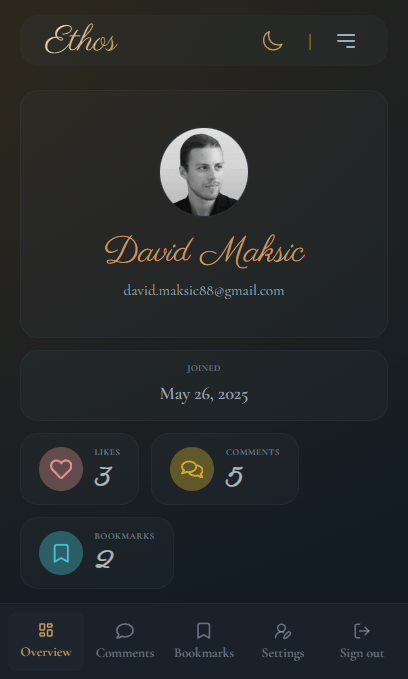 Ethos
|
David Maksic
david.maksic88@gmail.com
JOINED
May 26, 2025
LIKES
3
COMMENTS
5
BOOKMARKS
2
Overview
Comments
Bookmarks
Settings
Sign out